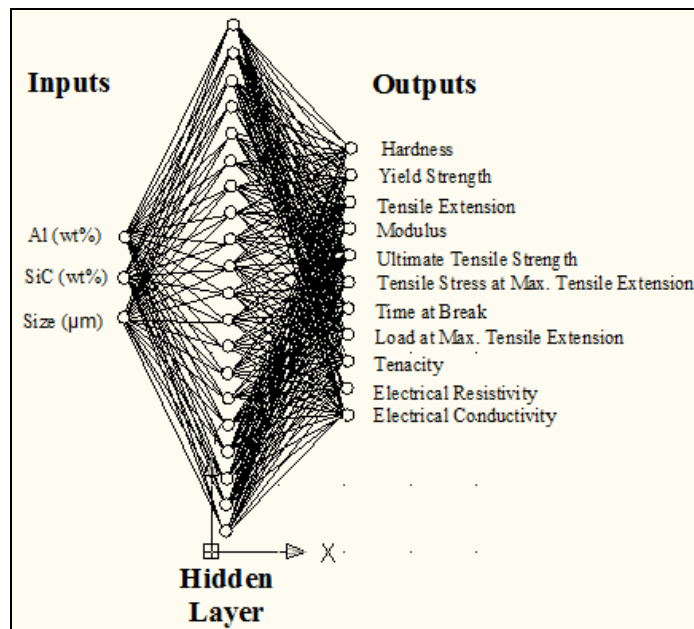 Inputs
Outputs
Al (wt%)
SiC (wt%)
Size (μm)
Hardness
Yield Strength
Tensile Extension
Modulus
Ultimate Tensile Strength
Tensile Stress at Max. Tensile Extension
Time at Break
Load at Max. Tensile Extension
Tenacity
Electrical Resistivity
Electrical Conductivity
X
Hidden
Layer